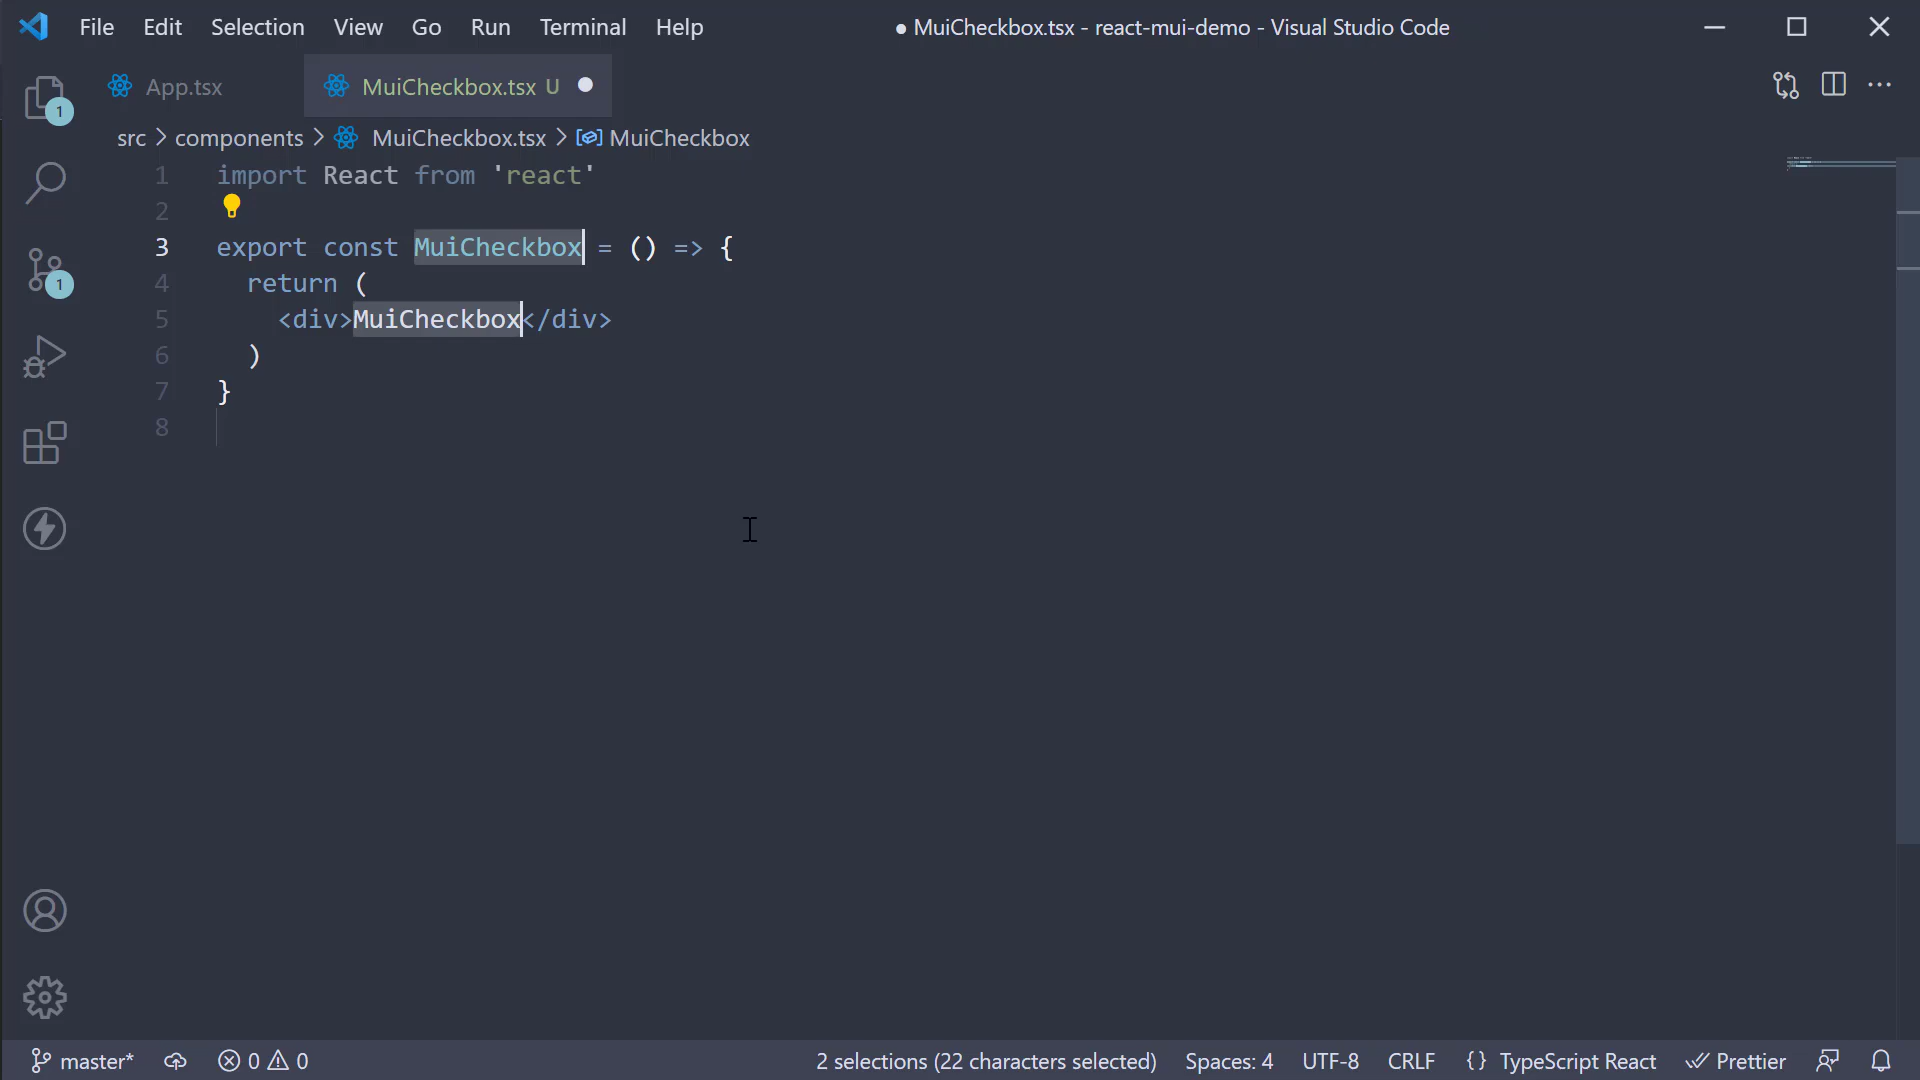 File Edit Selection View Go Run Terminal Help ● MuiCheckbox.tsx - react-mui-demo - Visual Studio Code
App.tsx MuiCheckbox.tsx U
src > components > MuiCheckbox.tsx > MuiCheckbox
1 import React from 'react'
2
3 export const MuiCheckbox = () => {
4 return (
5 <div>MuiCheckbox</div>
6 )
7 }
8
1
1
master* 0 0 2 selections (22 characters selected) Spaces: 4 UTF-8 CRLF {} TypeScript React Prettier